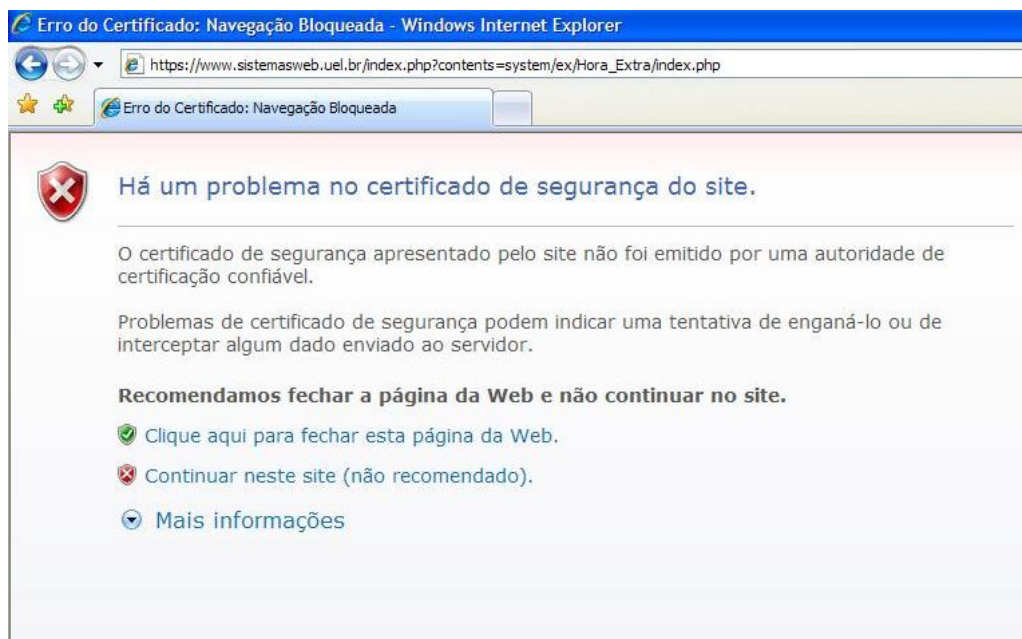 Erro do Certificado: Navegação Bloqueada - Windows Internet Explorer
https://www.sistemasweb.uel.br/index.php?contents=system/ex/Hora_Extra/index.php
Erro do Certificado: Navegação Bloqueada
Há um problema no certificado de segurança do site.
O certificado de segurança apresentado pelo site não foi emitido por uma autoridade de
certificação confiável.
Problemas de certificado de segurança podem indicar uma tentativa de enganá-lo ou de
interceptar algum dado enviado ao servidor.
Recomendamos fechar a página da Web e não continuar no site.
Clique aqui para fechar esta página da Web.
Continuar neste site (não recomendado).
Mais informações